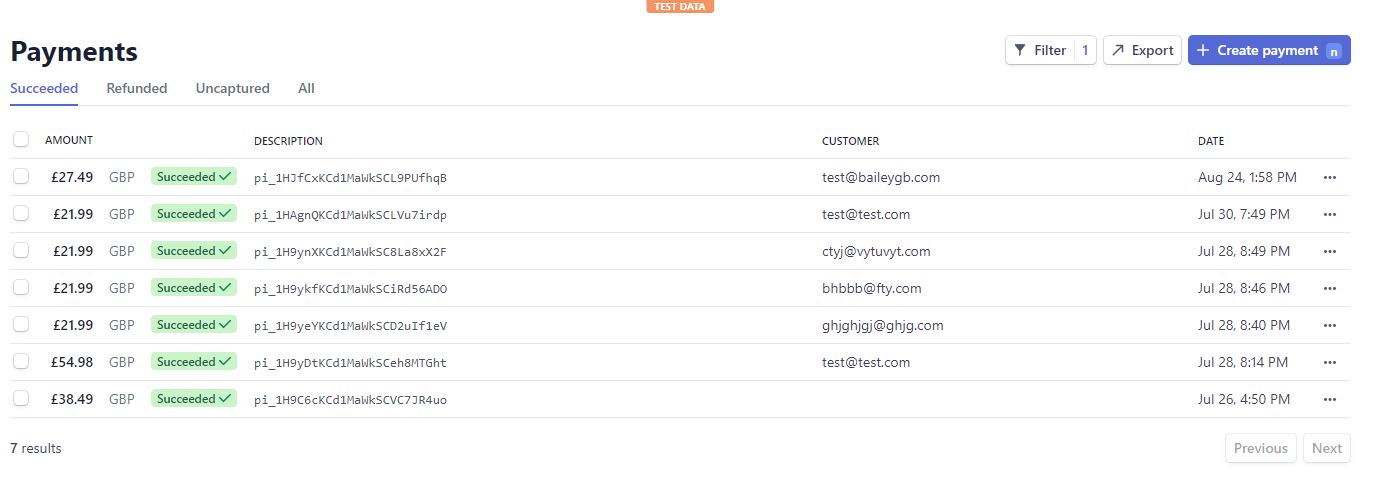 TEST DATA
Payments
Filter 1 Export Create payment n
Succeeded Refunded Uncaptured All
AMOUNT DESCRIPTION CUSTOMER DATE
£27.49 GBP Succeeded pi_1HJfCxKCd1MaWkSCL9PUfhqB test@baileygb.com Aug 24, 1:58 PM
£21.99 GBP Succeeded pi_1HAgnQKCd1MaWkSCLVu7irdp test@test.com Jul 30, 7:49 PM
£21.99 GBP Succeeded pi_1H9ynXKCd1MaWkSC8La8xX2F ctyj@vytuvyt.com Jul 28, 8:49 PM
£21.99 GBP Succeeded pi_1H9ykfKCd1MaWkSCiRd56ADO bhbbb@fty.com Jul 28, 8:46 PM
£21.99 GBP Succeeded pi_1H9yeYKCd1MaWkSCD2uIf1eV ghjghjgj@ghjg.com Jul 28, 8:40 PM
£54.98 GBP Succeeded pi_1H9yDtKCd1MaWkSCeh8MTGht test@test.com Jul 28, 8:14 PM
£38.49 GBP Succeeded pi_1H9C6cKCd1MaWkSCVC7JR4uo Jul 26, 4:50 PM
7 results Previous Next